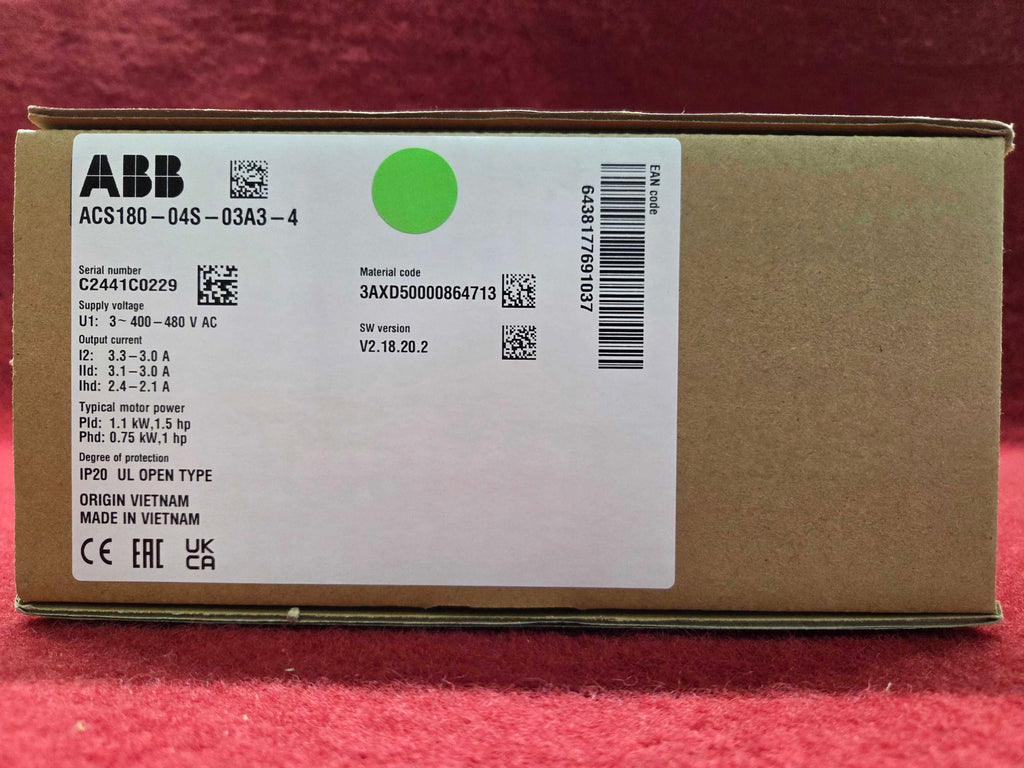 ABB
ACS180-04S-03A3-4
Serial number
C2441C0229
Supply voltage
U1: 3~ 400-480 V AC
Output current
I2: 3.3-3.0 A
Ild: 3.1-3.0 A
Ihd: 2.4-2.1 A
Typical motor power
Pld: 1.1 kW,1.5 hp
Phd: 0.75 kW,1 hp
Degree of protection
IP20 UL OPEN TYPE
ORIGIN VIETNAM
MADE IN VIETNAM
CE EAC UK CA
Material code
3AXD50000864713
SW version
V2.18.20.2
EAN code
6438177691037